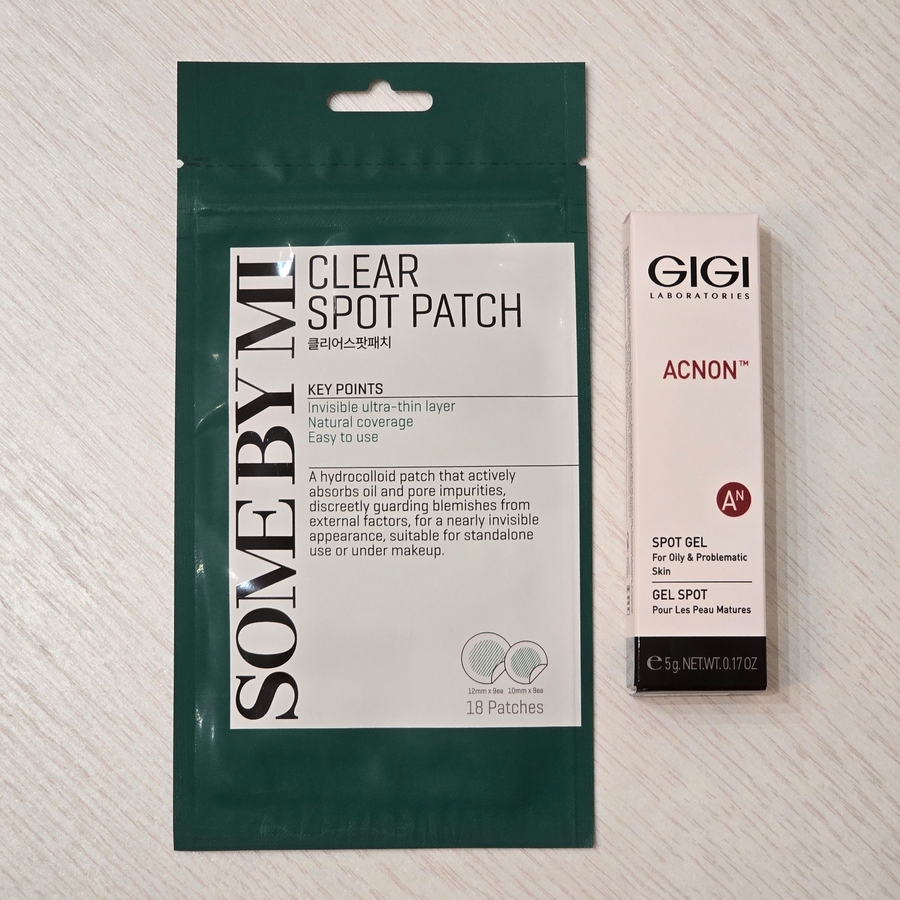 SOME BY MI
CLEAR
SPOT PATCH
클리어스팟패치
KEY POINTS
Invisible ultra-thin layer
Natural coverage
Easy to use
A hydrocolloid patch that actively
absorbs oil and pore impurities,
discreetly guarding blemishes from
external factors, for a nearly invisible
appearance, suitable for standalone
use or under makeup.
12mm x 9ea 10mm x 9ea
18 Patches
GIGI
LABORATORIES
ACNON™
AN
SPOT GEL
For Oily & Problematic
Skin
GEL SPOT
Pour Les Peau Matures
℮ 5 g. NET.WT. 0.17 OZ